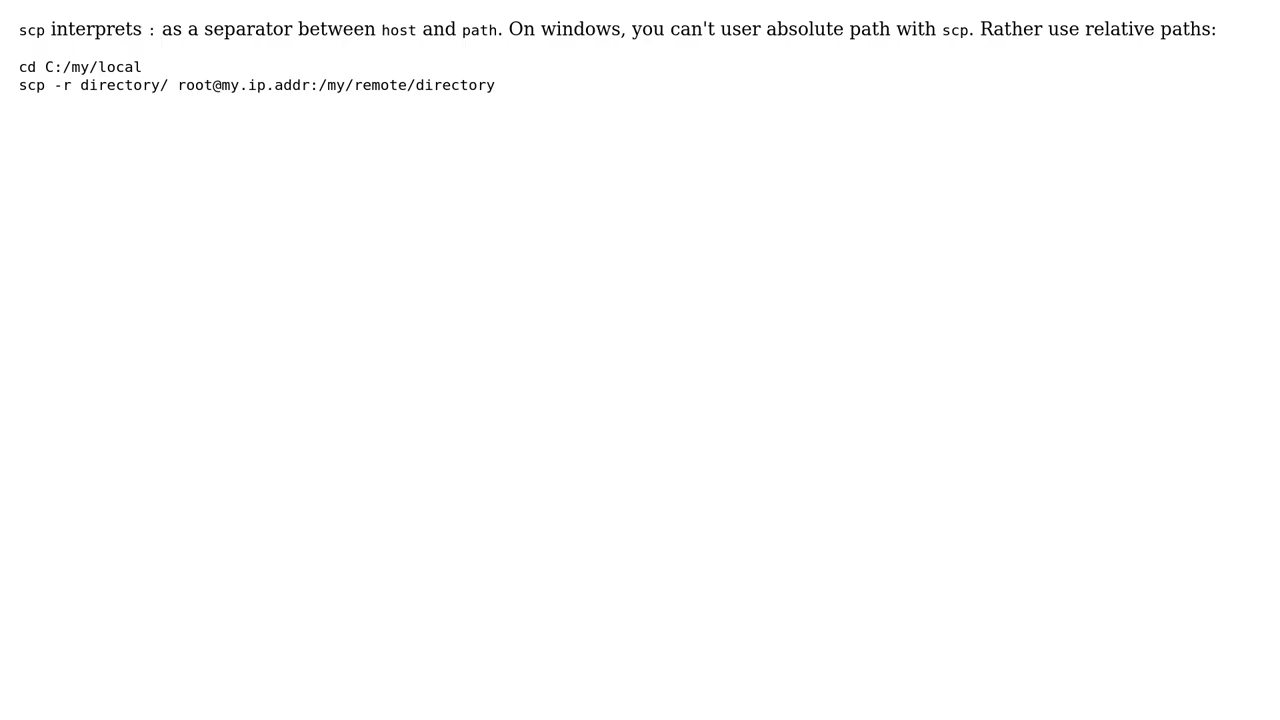 scp interprets : as a separator between host and path. On windows, you can't user absolute path with scp. Rather use relative paths:
cd C:/my/local
scp -r directory/ root@my.ip.addr:/my/remote/directory